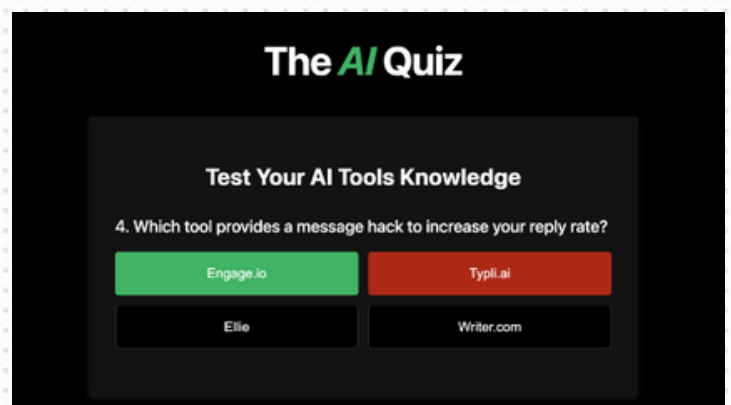 The AI Quiz
Test Your AI Tools Knowledge
4. Which tool provides a message hack to increase your reply rate?
Engage.io Typli.ai
Ellie Writer.com